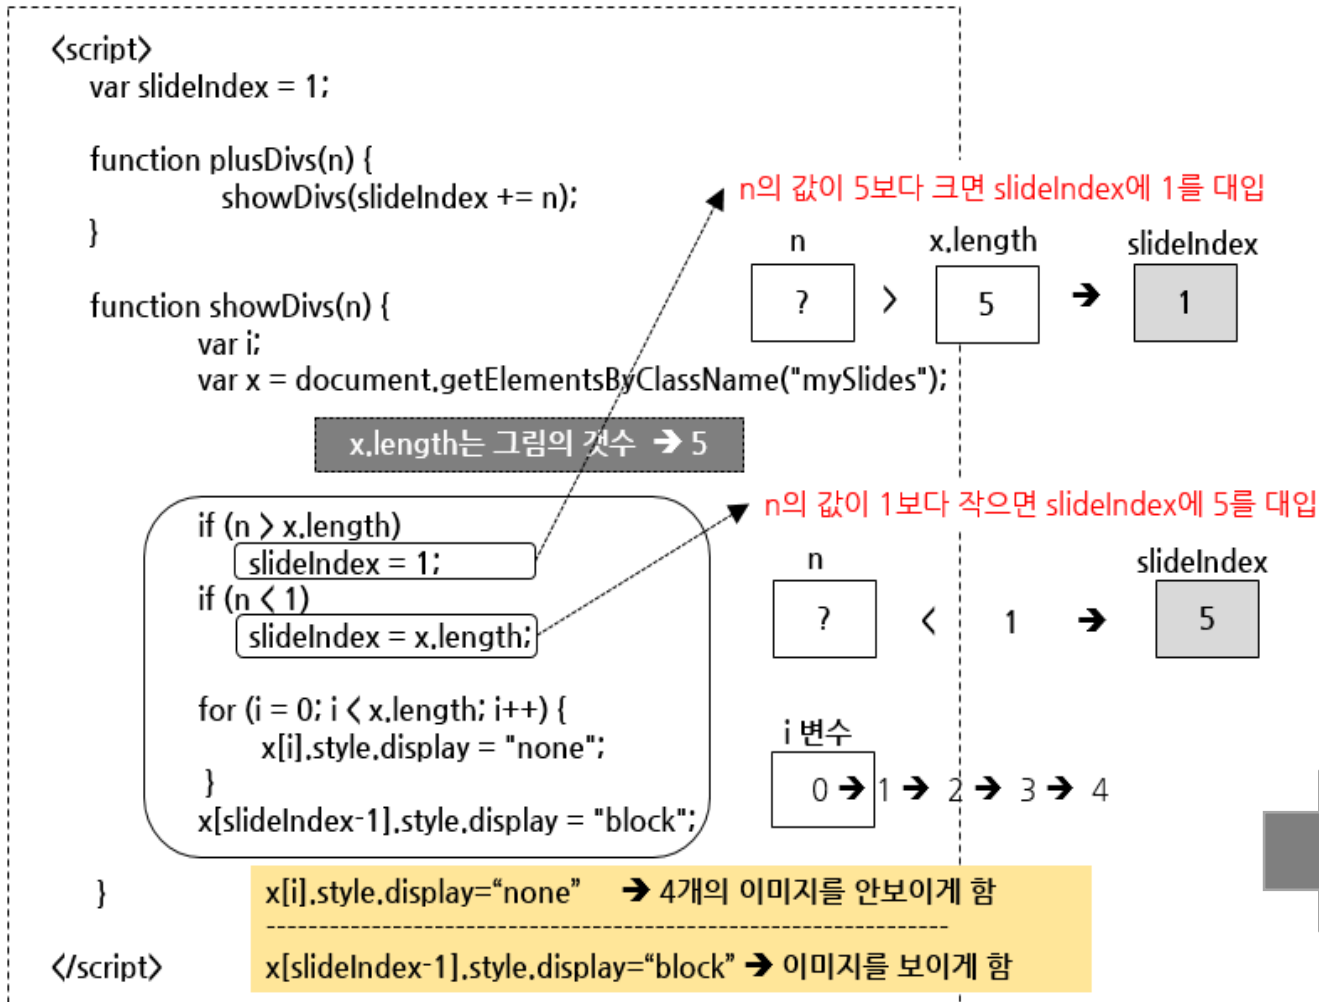 <script>
var slideIndex = 1;
function plusDivs(n) {
showDivs(slideIndex += n);
}
n의 값이 5보다 크면 slideIndex에 1를 대입
n x.length slideIndex
? > 5 ➔ 1
function showDivs(n) {
var i;
var x = document.getElementsByClassName("mySlides");
x.length는 그림의 갯수 ➔ 5
n의 값이 1보다 작으면 slideIndex에 5를 대입
if (n > x.length)
slideIndex = 1;
if (n < 1)
slideIndex = x.length;
n slideIndex
? < 1 ➔ 5
for (i = 0; i < x.length; i++) {
x[i].style.display = "none";
}
x[slideIndex-1].style.display = "block";
i 변수
0 ➔ 1 ➔ 2 ➔ 3 ➔ 4
}
x[i].style.display=“none” ➔ 4개의 이미지를 안보이게 함
----------------------------------------------------------------
x[slideIndex-1].style.display=“block” ➔ 이미지를 보이게 함
</script>